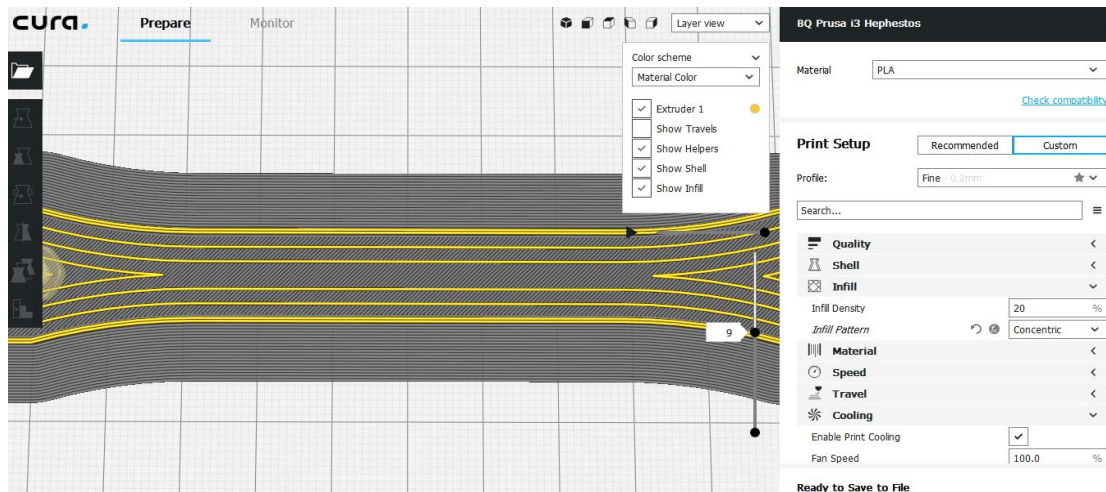 cura.
Prepare
Monitor
Layer view
Color scheme
Material Color
Extruder 1
Show Travels
Show Helpers
Show Shell
Show Infill
9
BQ Prusa i3 Hephestos
Material
PLA
Check compatibility
Print Setup
Recommended
Custom
Profile:
Fine - 0.2mm
Search...
Quality
Shell
Infill
Infill Density
20
%
Infill Pattern
Concentric
Material
Speed
Travel
Cooling
Enable Print Cooling
Fan Speed
100.0
%
Ready to Save to File